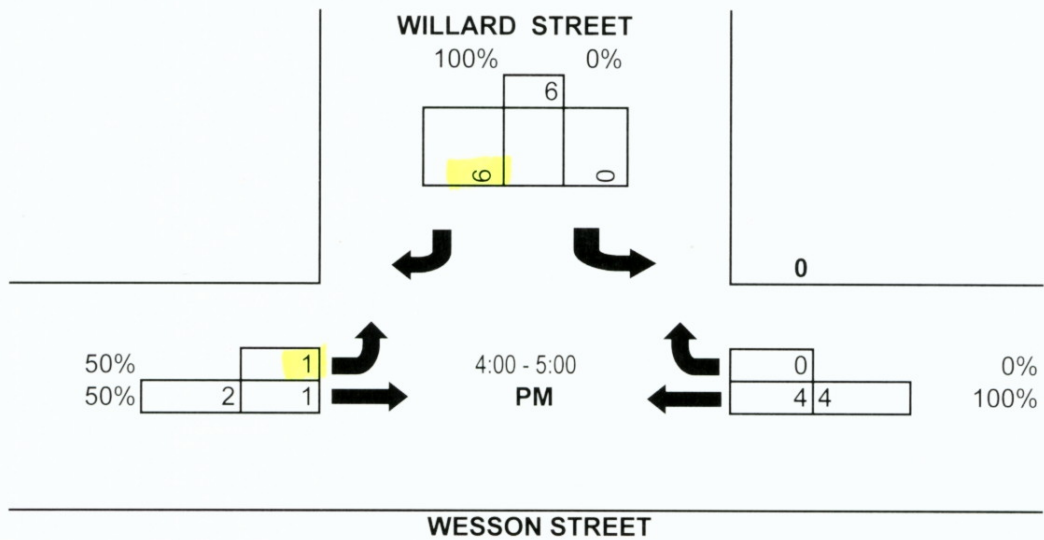 WILLARD STREET
100% 0%
6
6 0
0
50% 1 4:00 - 5:00 0 0%
50% 2 1 PM 4 4 100%
WESSON STREET